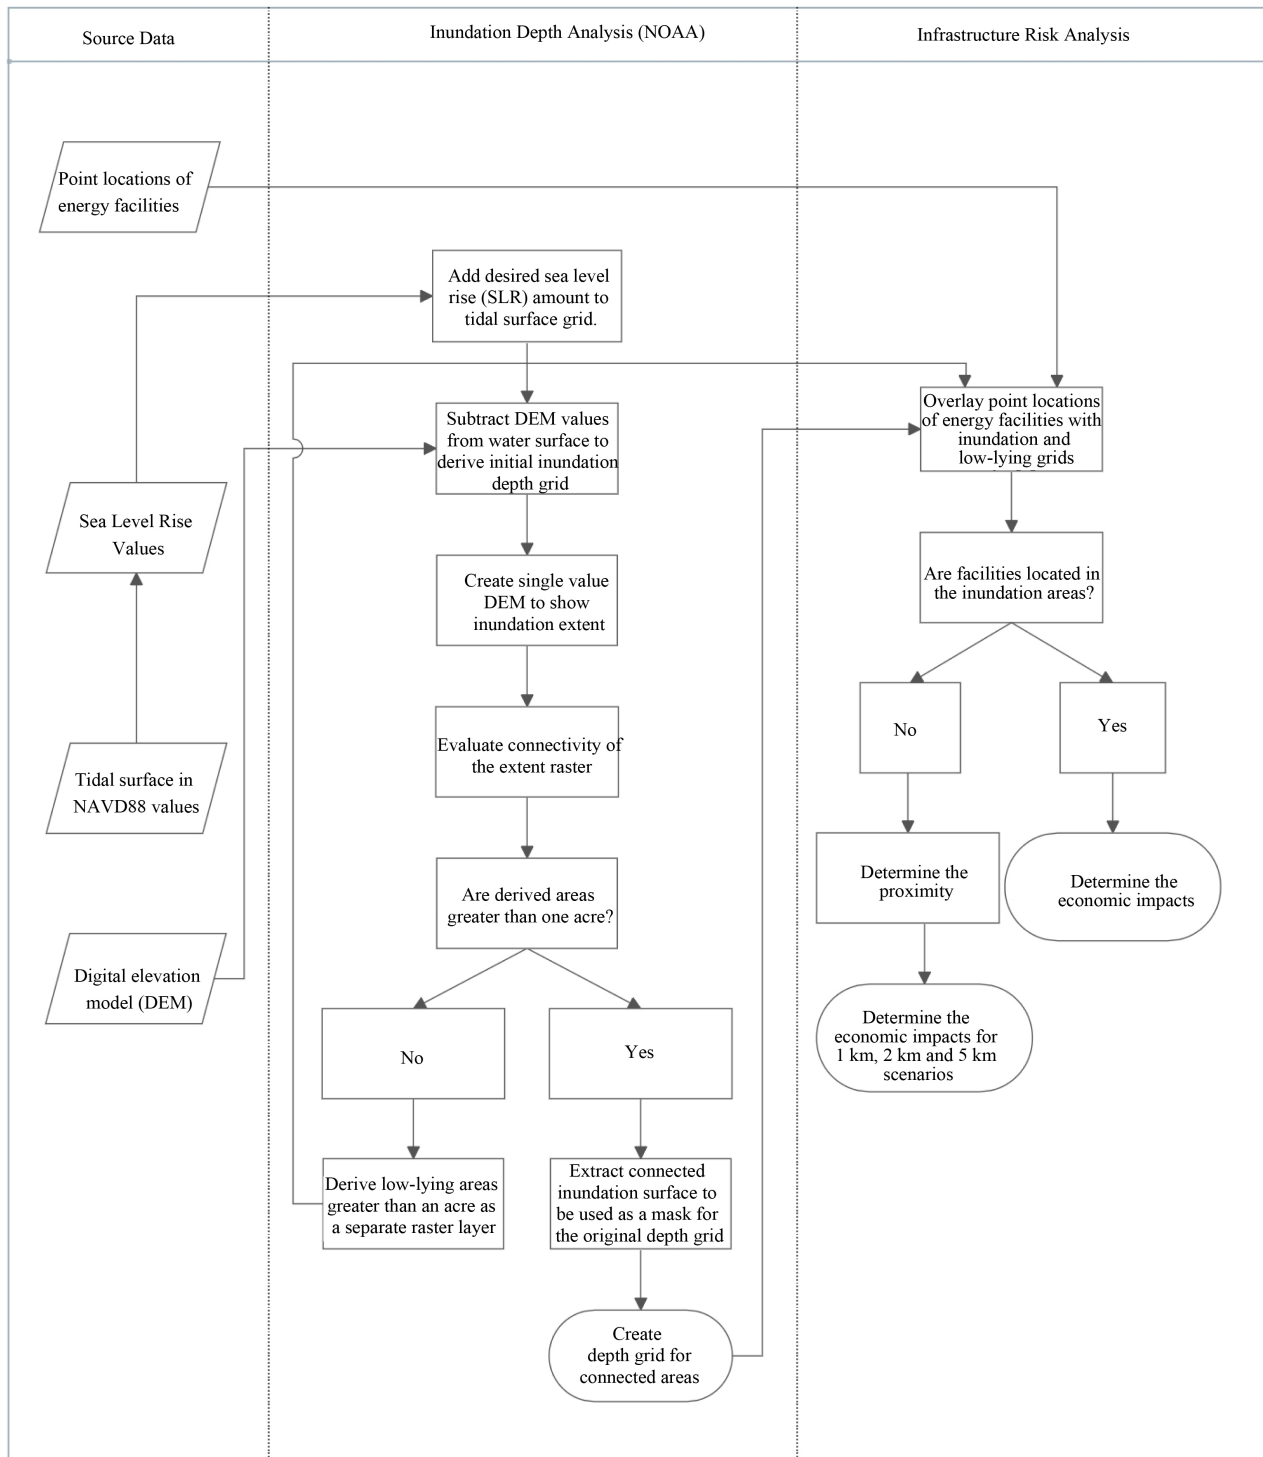 Source Data
Inundation Depth Analysis (NOAA)
Infrastructure Risk Analysis
Point locations of
energy facilities
Sea Level Rise
Values
Tidal surface in
NAVD88 values
Digital elevation
model (DEM)
Add desired sea level
rise (SLR) amount to
tidal surface grid.
Subtract DEM values
from water surface to
derive initial inundation
depth grid
Create single value
DEM to show
inundation extent
Evaluate connectivity of
the extent raster
Are derived areas
greater than one acre?
No
Yes
Derive low-lying areas
greater than an acre as
a separate raster layer
Extract connected
inundation surface to
be used as a mask for
the original depth grid
Create
depth grid for
connected areas
Overlay point locations
of energy facilities with
inundation and
low-lying grids
Are facilities located in
the inundation areas?
No
Yes
Determine the
proximity
Determine the
economic impacts
Determine the
economic impacts for
1 km, 2 km and 5 km
scenarios